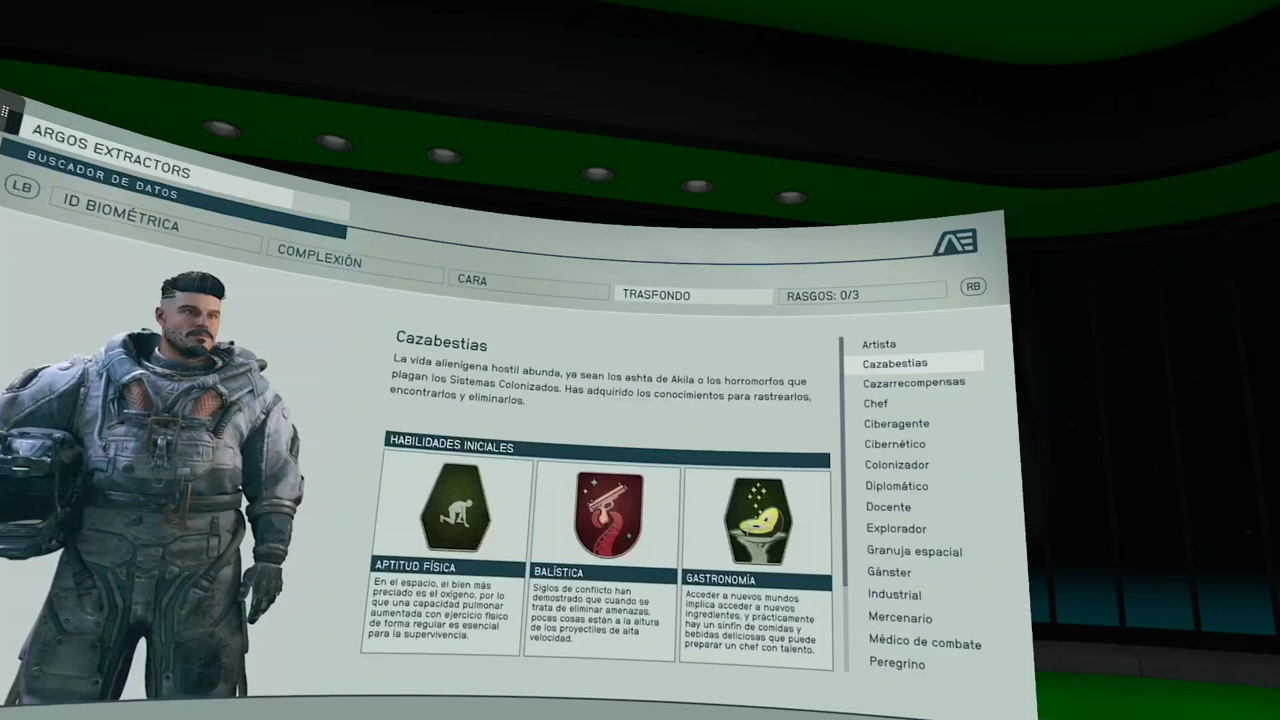 ARGOS EXTRACTORS
BUSCADOR DE DATOS
LB
ID BIOMÉTRICA
COMPLEXIÓN
CARA
TRASFONDO
RASGOS: 0/3
RB
AE
Cazabestias
La vida alienígena hostil abunda, ya sean los ashta de Akila o los horromorfos que
plagan los Sistemas Colonizados. Has adquirido los conocimientos para rastrearlos,
encontrarlos y eliminarlos.
HABILIDADES INICIALES
APTITUD FÍSICA
En el espacio, el bien más
preciado es el oxígeno, por lo
que una capacidad pulmonar
aumentada con ejercicio físico
de forma regular es esencial
para la supervivencia.
BALÍSTICA
Siglos de conflicto han
demostrado que cuando se
trata de eliminar amenazas,
pocas cosas están a la altura
de los proyectiles de alta
velocidad.
GASTRONOMÍA
Acceder a nuevos mundos
implica acceder a nuevos
ingredientes, y prácticamente
hay un sinfín de comidas y
bebidas deliciosas que puede
preparar un chef con talento.
Artista
Cazabestias
Cazarrecompensas
Chef
Ciberagente
Cibernético
Colonizador
Diplomático
Docente
Explorador
Granuja espacial
Gánster
Industrial
Mercenario
Médico de combate
Peregrino